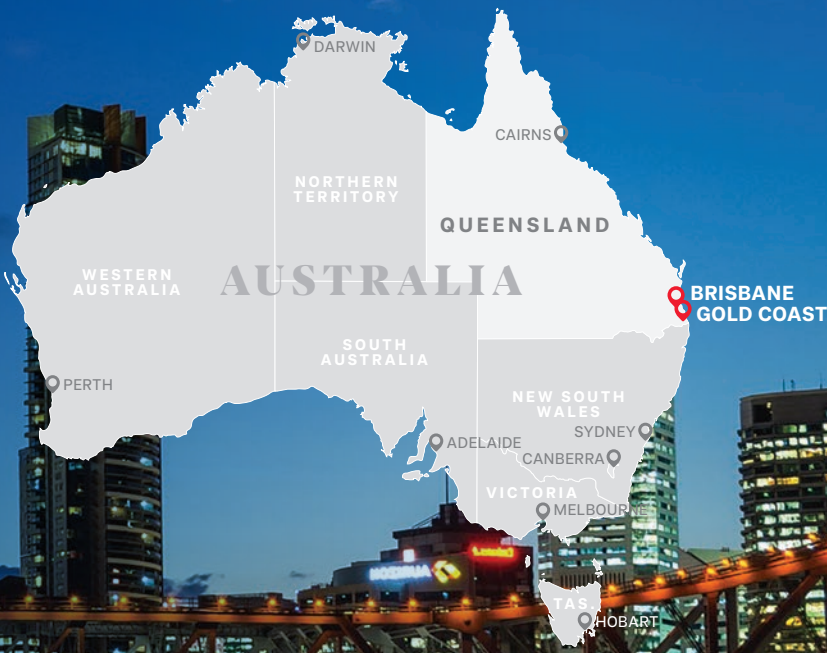 DARWIN
CAIRNS
NORTHERN
TERRITORY
QUEENSLAND
WESTERN
AUSTRALIA
AUSTRALIA
BRISBANE
GOLD COAST
SOUTH
AUSTRALIA
PERTH
NEW SOUTH
WALES
SYDNEY
ADELAIDE
CANBERRA
VICTORIA
MELBOURNE
TAS.
HOBART